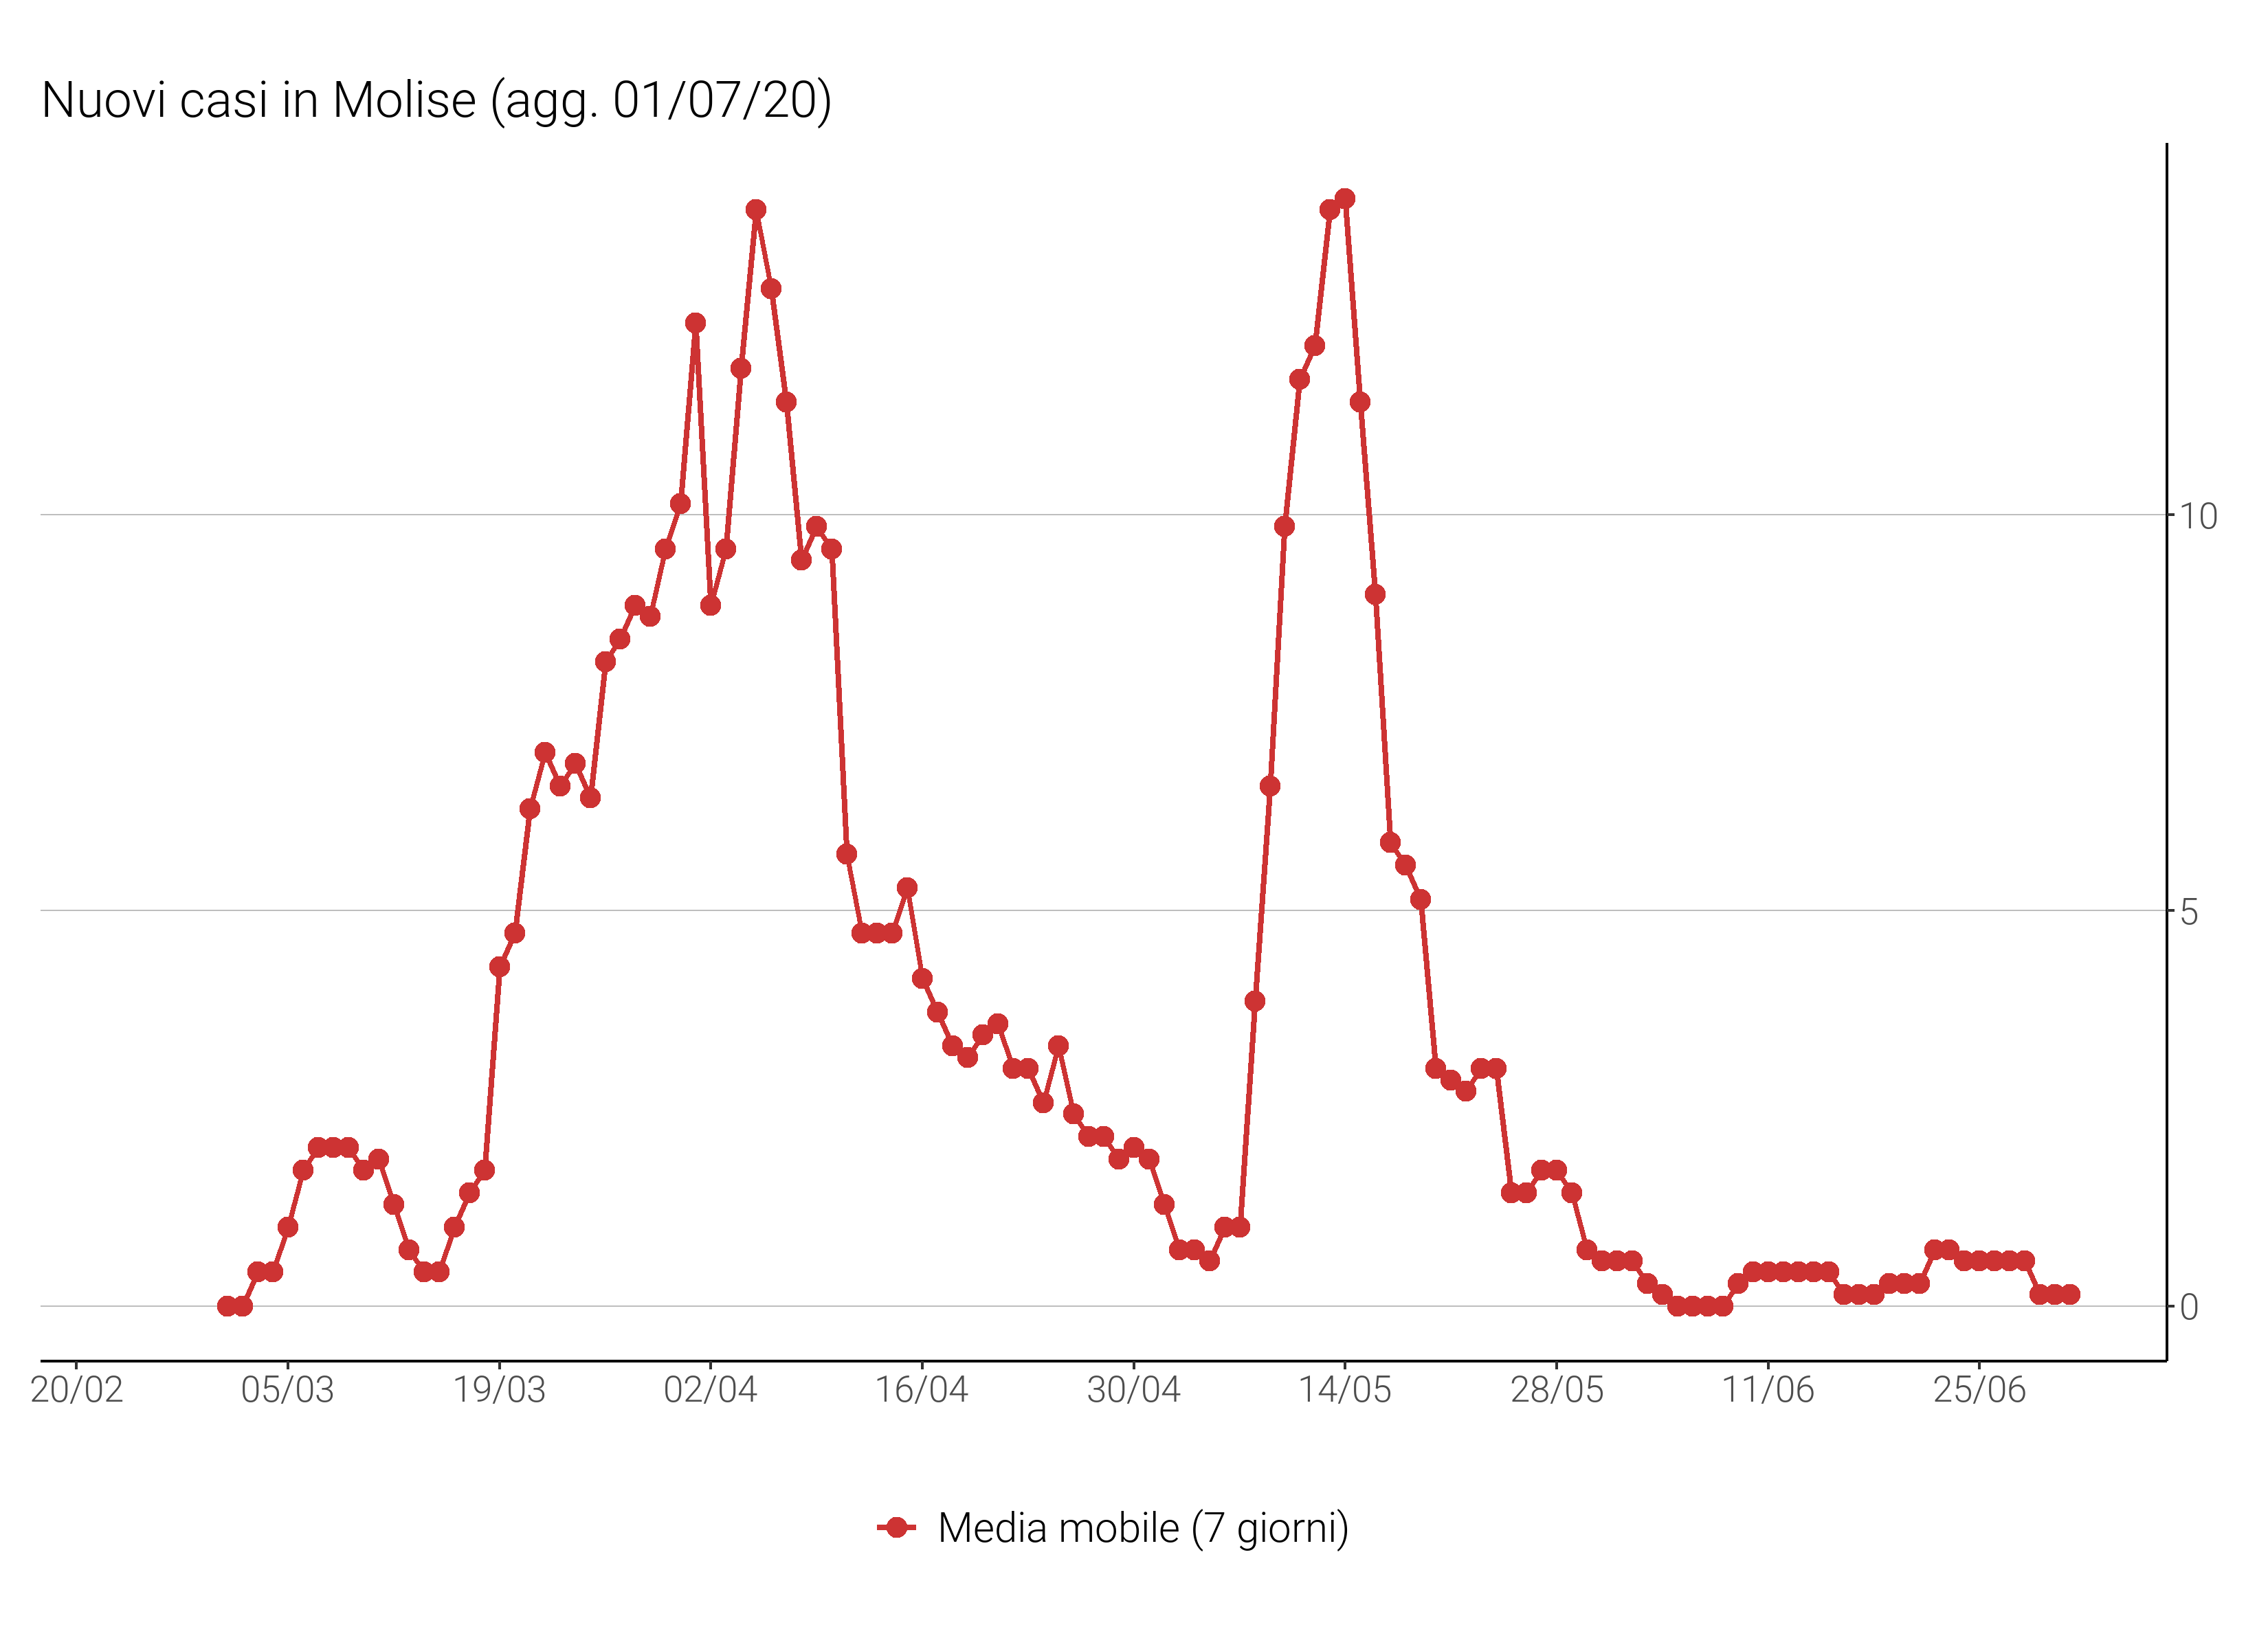 Nuovi casi in Molise (agg. 01/07/20)
10
5
0
20/02 05/03 19/03 02/04 16/04 30/04 14/05 28/05 11/06 25/06
Media mobile (7 giorni)